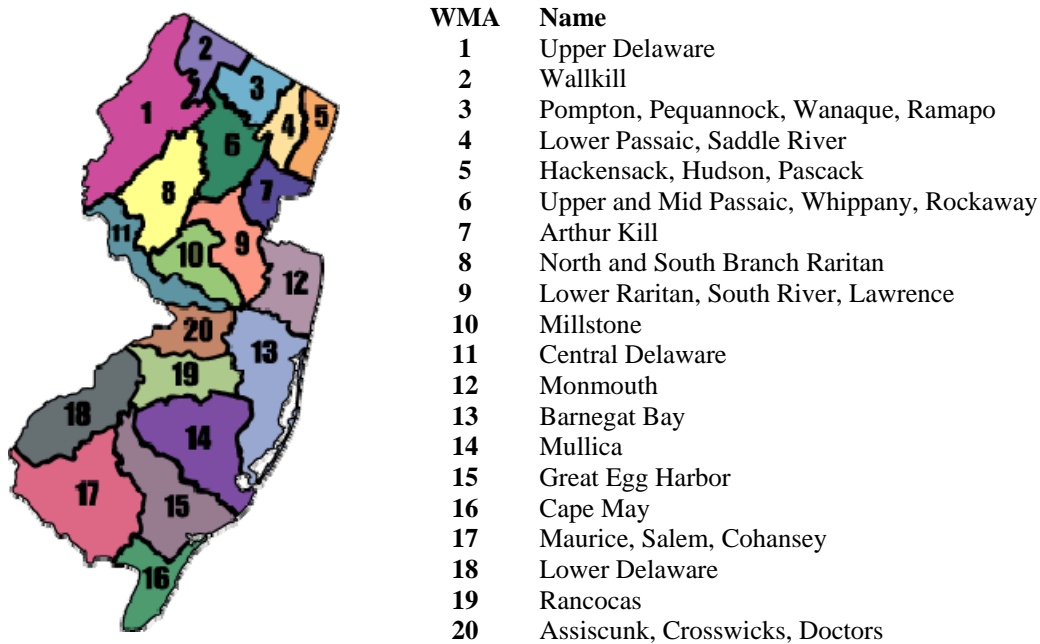 2
3
1
4
5
6
8
7
11
9
10
12
20
13
19
18
14
17
15
16
WMA Name
1 Upper Delaware
2 Wallkill
3 Pompton, Pequannock, Wanaque, Ramapo
4 Lower Passaic, Saddle River
5 Hackensack, Hudson, Pascack
6 Upper and Mid Passaic, Whippany, Rockaway
7 Arthur Kill
8 North and South Branch Raritan
9 Lower Raritan, South River, Lawrence
10 Millstone
11 Central Delaware
12 Monmouth
13 Barnegat Bay
14 Mullica
15 Great Egg Harbor
16 Cape May
17 Maurice, Salem, Cohansey
18 Lower Delaware
19 Rancocas
20 Assiscunk, Crosswicks, Doctors